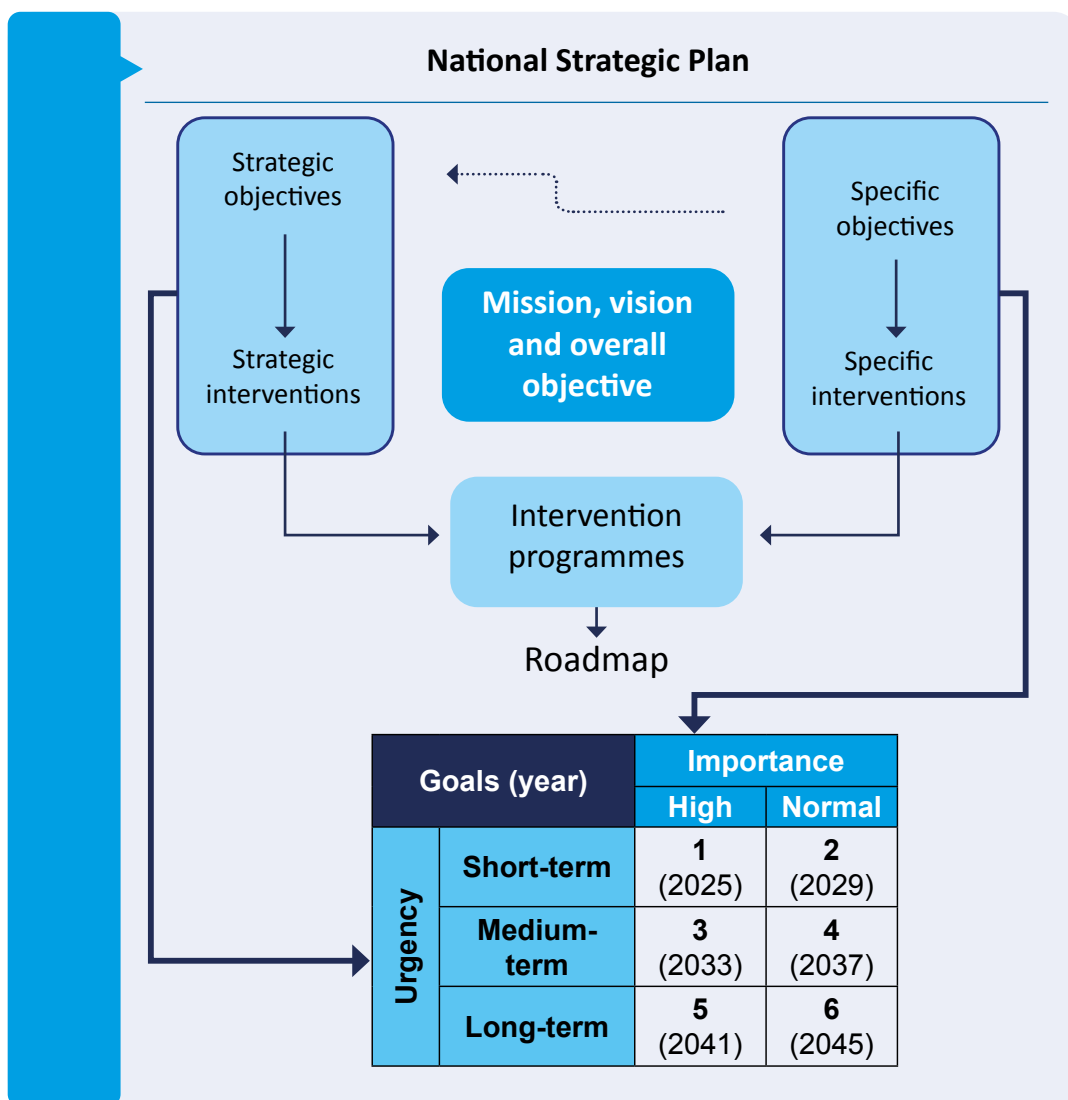 National Strategic Plan
Strategic
objectives
Strategic
interventions
Specific
objectives
Specific
interventions
Mission, vision
and overall
objective
Intervention
programmes
Roadmap
Goals (year)
Importance
High
Normal
Urgency
Short-term
1
(2025)
2
(2029)
Medium-
term
3
(2033)
4
(2037)
Long-term
5
(2041)
6
(2045)